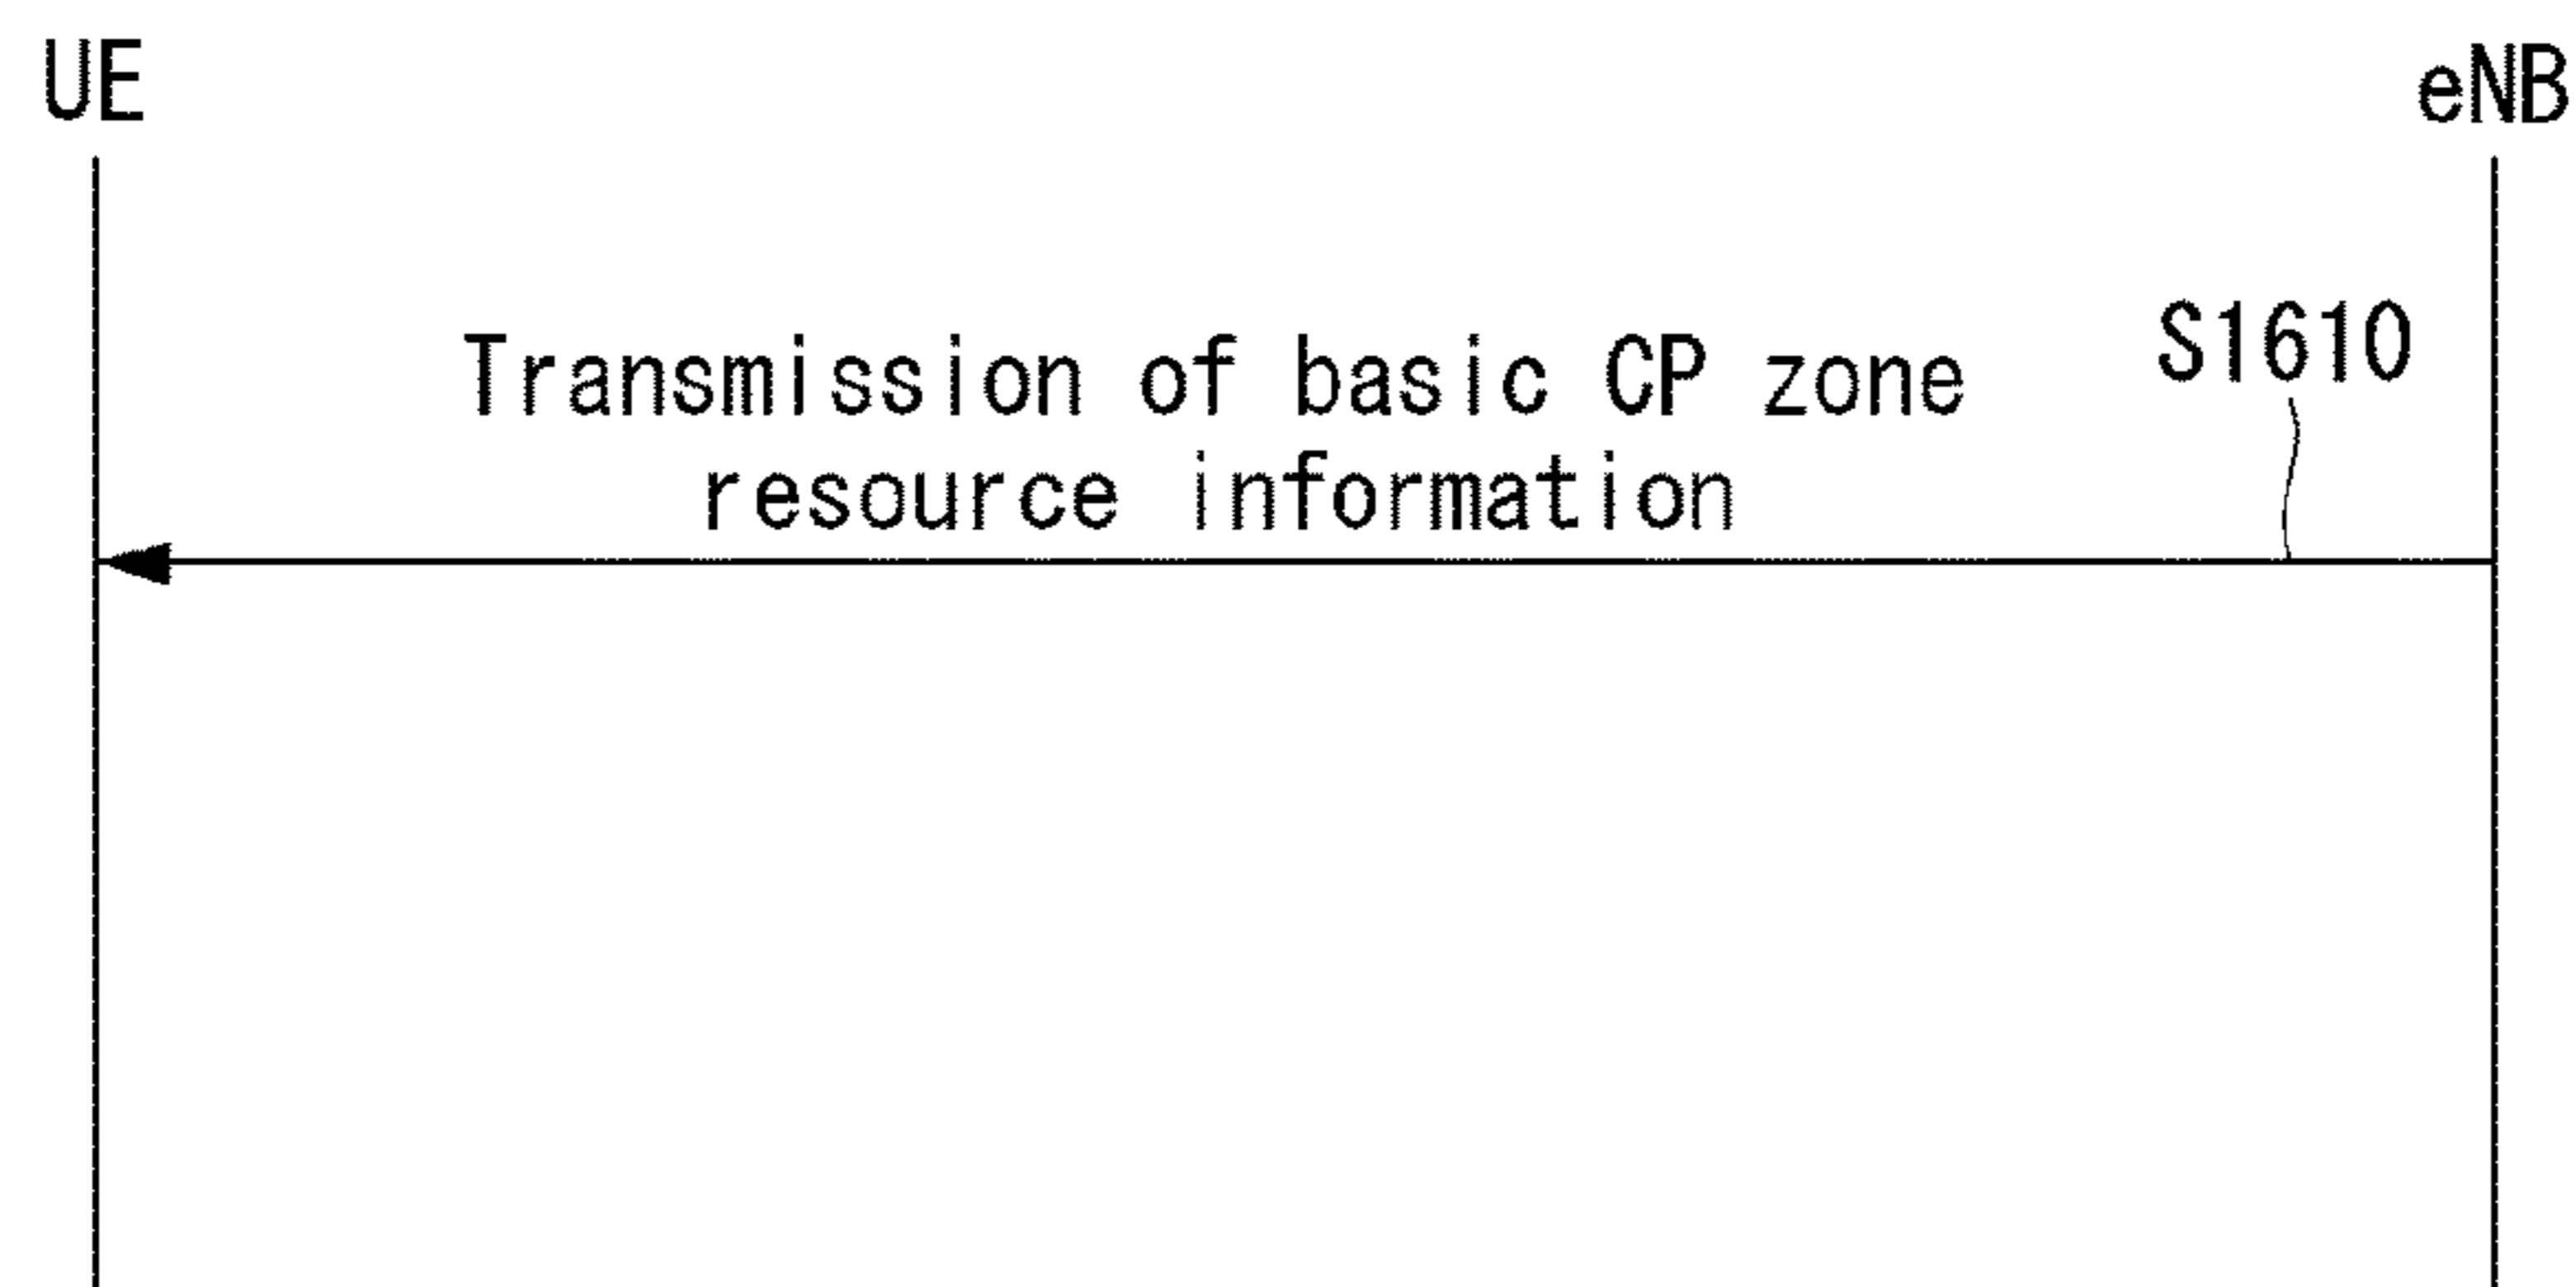 UE
eNB
S1610
Transmission of basic CP zone
resource information